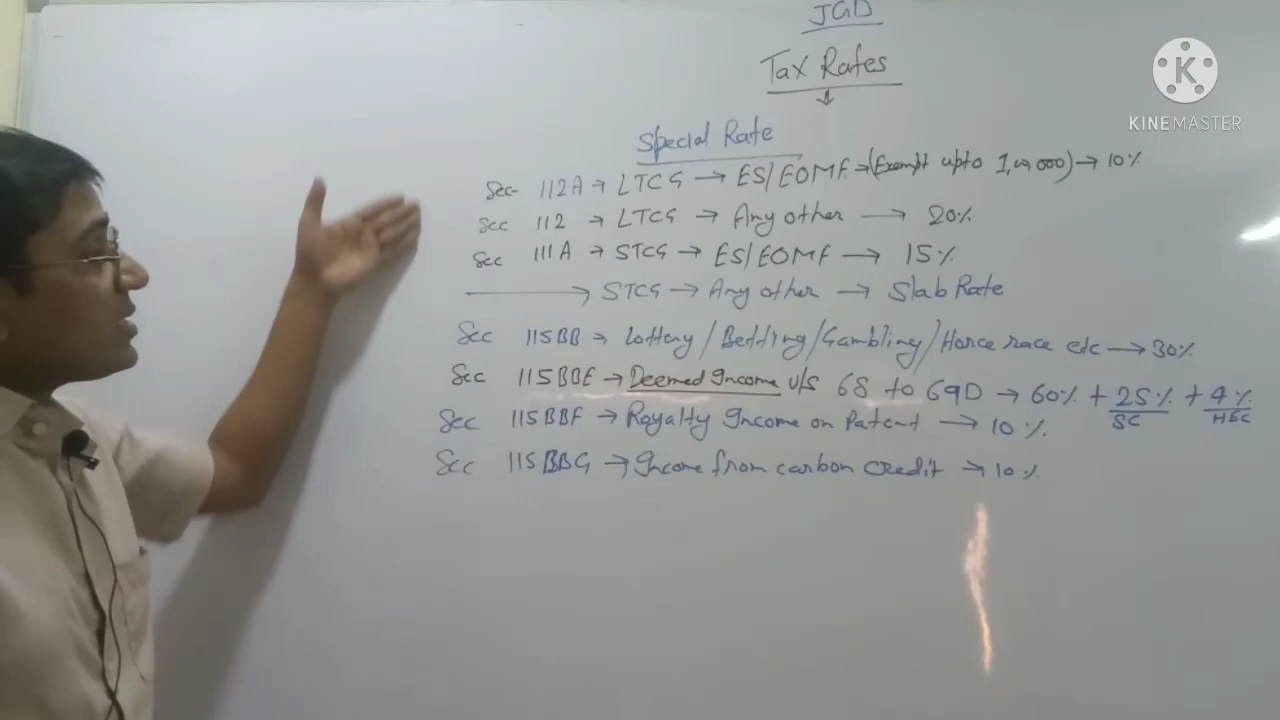 JGD
Tax Rates
↓
K
KINEMASTER
Special Rate
Sec 112A → LTCG → ES/EOMF → (Exempt upto 1,00,000) → 10%
Sec 112 → LTCG → Any other → 20%
Sec 111A → STCG → ES/EOMF → 15%
→ STCG → Any other → Slab Rate
Sec 115BB → Lottery/Bedding/Gambling/Horce race etc → 30%
Sec 115BBE → Deemed Income u/s 68 to 69D → 60% + 25% + 4%
SC HEC
Sec 115BBF → Royalty Income on Patent → 10%.
Sec 115BBG → Income from carbon credit → 10%